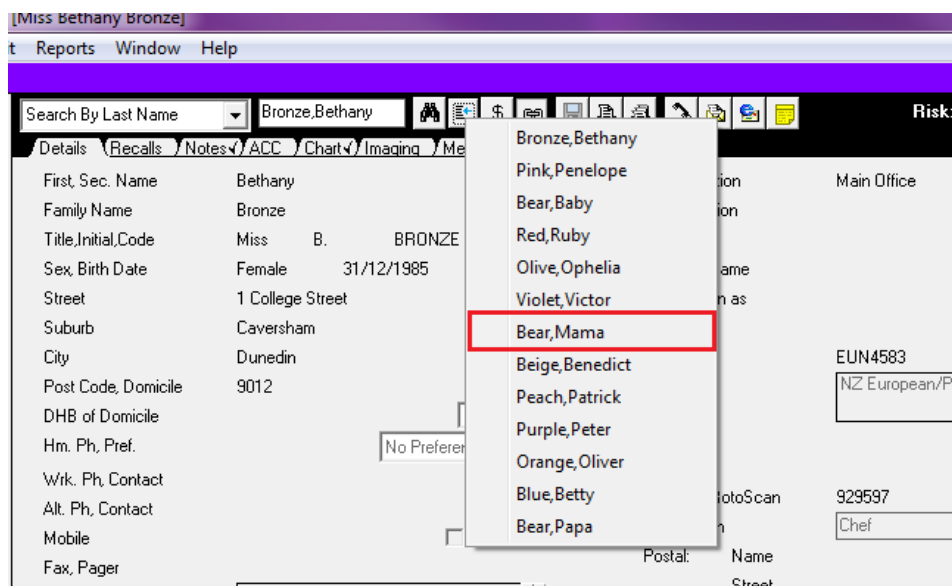 [Miss Bethany Bronze]
t Reports Window Help
Search By Last Name Bronze,Bethany $ Risk:
Details Recalls Notes√ ACC Chart√ Imaging Me
First, Sec. Name Bethany
Family Name Bronze
Title,Initial,Code Miss B. BRONZE
Sex, Birth Date Female 31/12/1985
Street 1 College Street
Suburb Caversham
City Dunedin
Post Code, Domicile 9012
DHB of Domicile
Hm. Ph, Pref. No Preferen
Wrk. Ph, Contact
Alt. Ph, Contact
Mobile
Fax, Pager
Bronze,Bethany
Pink,Penelope
Bear,Baby
Red,Ruby
Olive,Ophelia
Violet,Victor
Bear,Mama
Beige,Benedict
Peach,Patrick
Purple,Peter
Orange,Oliver
Blue,Betty
Bear,Papa
tion Main Office
ion
ame
n as
EUN4583
NZ European/P
otoScan 929597
n Chef
Postal: Name
Street